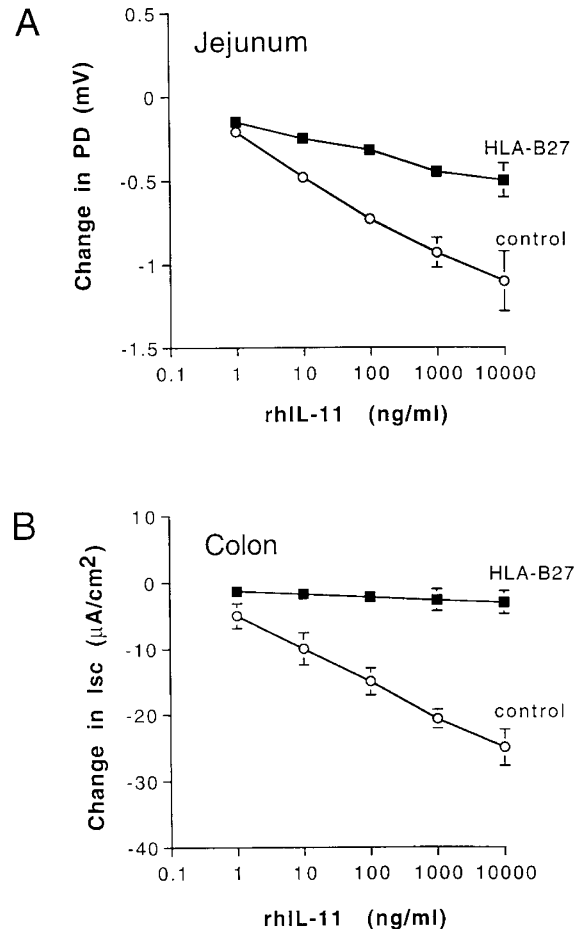 A
Jejunum
Change in PD (mV)
0.5
0
-0.5
-1
-1.5
HLA-B27
control
0.1 1 10 100 1000 10000
rhIL-11 (ng/ml)
B
Colon
Change in Isc (μA/cm²)
10
0
-10
-20
-30
-40
HLA-B27
control
0.1 1 10 100 1000 10000
rhIL-11 (ng/ml)